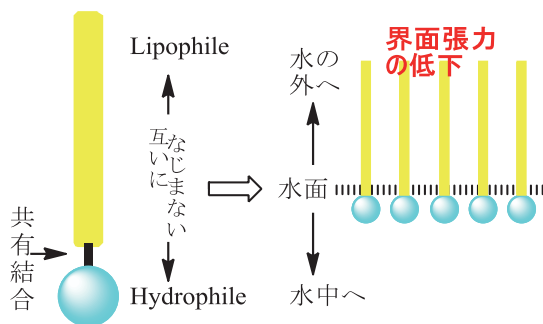 Lipophile
互いに
なじまない
共有結合
Hydrophile
界面張力
の低下
水の
外へ
水面
水中へ